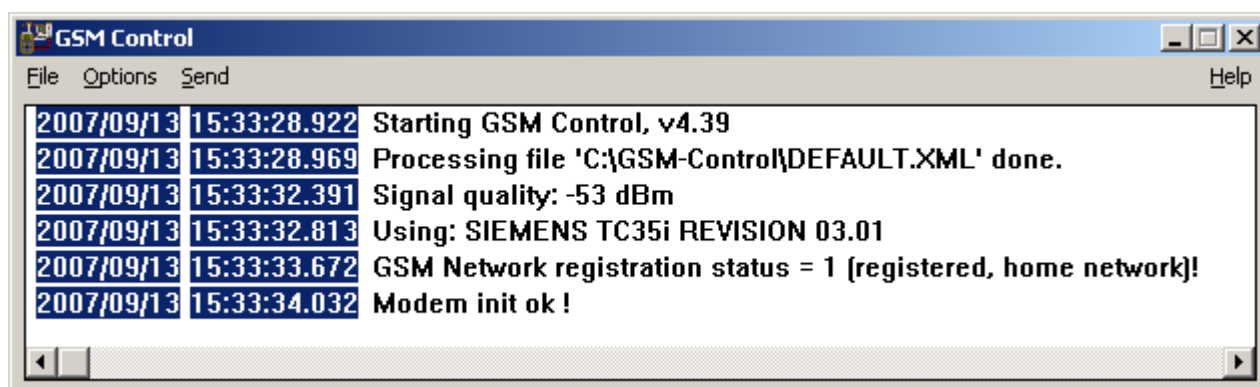 GSM Control
File Options Send Help
2007/09/13 15:33:28.922 Starting GSM Control, v4.39
2007/09/13 15:33:28.969 Processing file 'C:\GSM-Control\DEFAULT.XML' done.
2007/09/13 15:33:32.391 Signal quality: -53 dBm
2007/09/13 15:33:32.813 Using: SIEMENS TC35i REVISION 03.01
2007/09/13 15:33:33.672 GSM Network registration status = 1 (registered, home network)!
2007/09/13 15:33:34.032 Modem init ok !